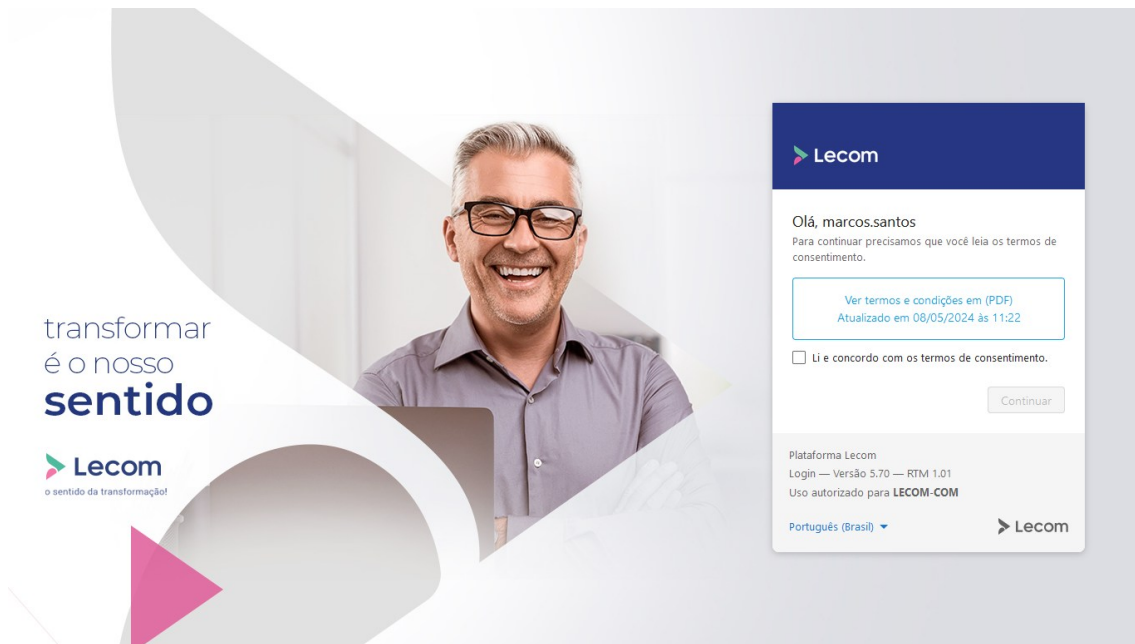 transformar
é o nosso
sentido
Lecom
o sentido da transformação!
Lecom
Olá, marcos.santos
Para continuar precisamos que você leia os termos de
consentimento.
Ver termos e condições em (PDF)
Atualizado em 08/05/2024 às 11:22
Li e concordo com os termos de consentimento.
Continuar
Plataforma Lecom
Login — Versão 5.70 — RTM 1.01
Uso autorizado para LECOM-COM
Português (Brasil)
Lecom